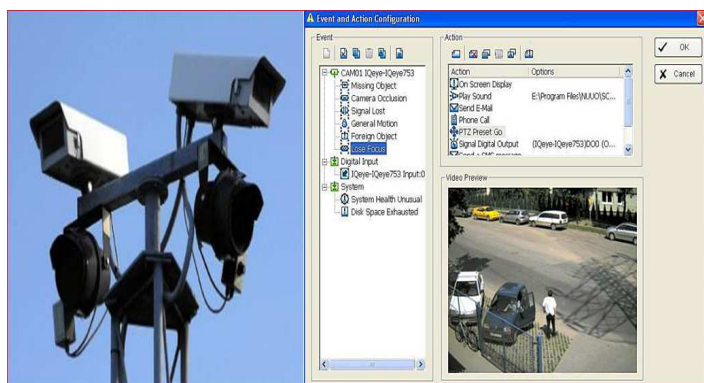 Event and Action Configuration
Event
CAM01 IQeye-IQeye753
Missing Object
Camera Occlusion
Signal Lost
General Motion
Foreign Object
Lose Focus
Digital Input
IQeye-IQeye753 Input:0
System
System Health Unusual
Disk Space Exhausted
Action
Action Options
On Screen Display
Play Sound E:\Program Files\NUUO\SC...
Send E-Mail
Phone Call
PTZ Preset Go
Signal Digital Output (IQeye-IQeye753)DO0 (O...
Send a SMS message
Video Preview
OK
Cancel